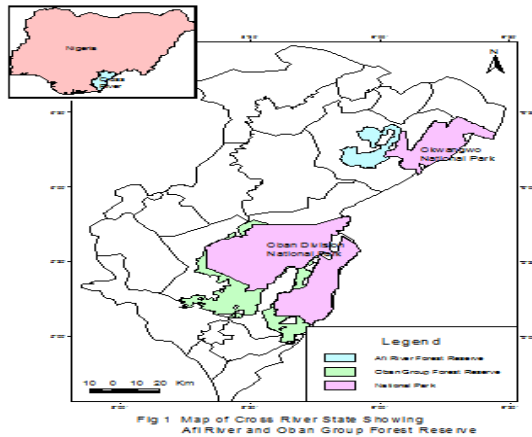 Nigeria
Cross
River
N
Okwangwo
National Park
Oban Division
National Park
Legend
Afi River Forest Reserve
Oban Group Forest Reserve
National Park
10 0 10 20 Km
Fig 1 Map of Cross River State Showing
Afi River and Oban Group Forest Reserve